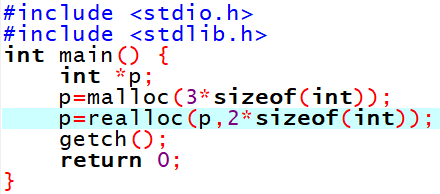 #include <stdio.h>
#include <stdlib.h>
int main() {
    int *p;
    p=malloc(3*sizeof(int));
    p=realloc(p,2*sizeof(int));
    getch();
    return 0;
}